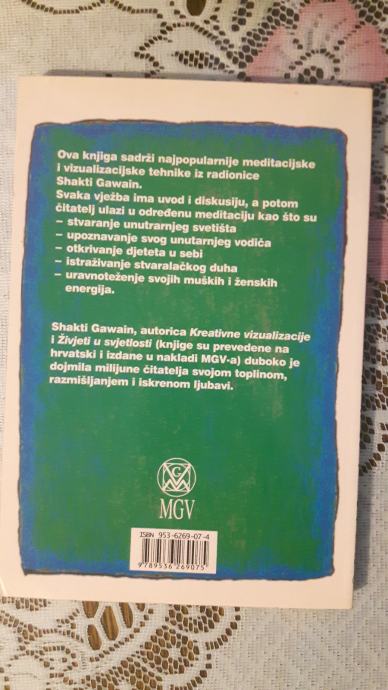 Ova knjiga sadrži najpopularnije meditacijske
i vizualizacijske tehnike iz radionice
Shakti Gawain.
Svaka vježba ima uvod i diskusiju, a potom
čitatelj ulazi u određenu meditaciju kao što su
– stvaranje unutrarnjeg svetišta
– upoznavanje svog unutarnjeg vodiča
– otkrivanje djeteta u sebi
– istraživanje stvaralačkog duha
– uravnoteženje svojih muških i ženskih
energija.
Shakti Gawain, autorica Kreativne vizualizacije
i Živjeti u svjetlosti (knjige su prevedene na
hrvatski i izdane u nakladi MGV-a) duboko je
dojmila milijune čitatelja svojom toplinom,
razmišljanjem i iskrenom ljubavi.
MGV
ISBN 953-6269-07-4
9789536269075